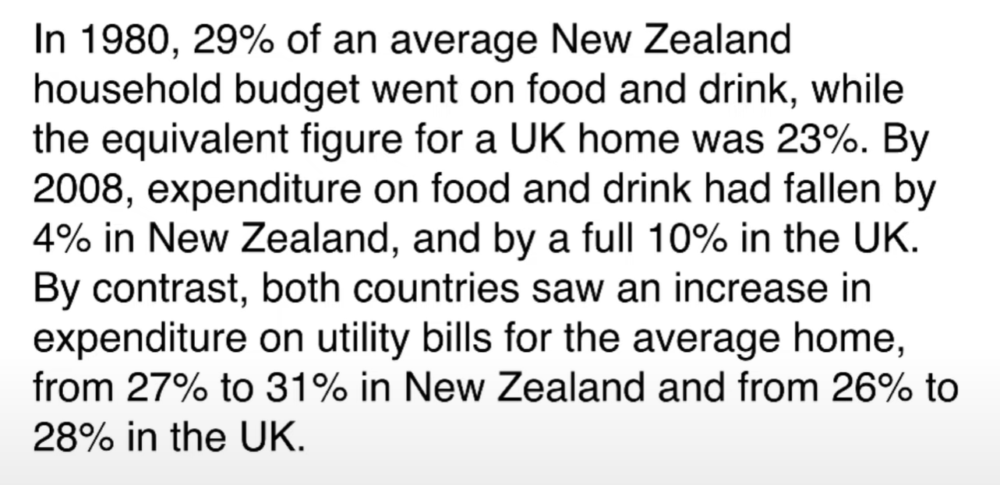 In 1980, 29% of an average New Zealand
household budget went on food and drink, while
the equivalent figure for a UK home was 23%. By
2008, expenditure on food and drink had fallen by
4% in New Zealand, and by a full 10% in the UK.
By contrast, both countries saw an increase in
expenditure on utility bills for the average home,
from 27% to 31% in New Zealand and from 26% to
28% in the UK.